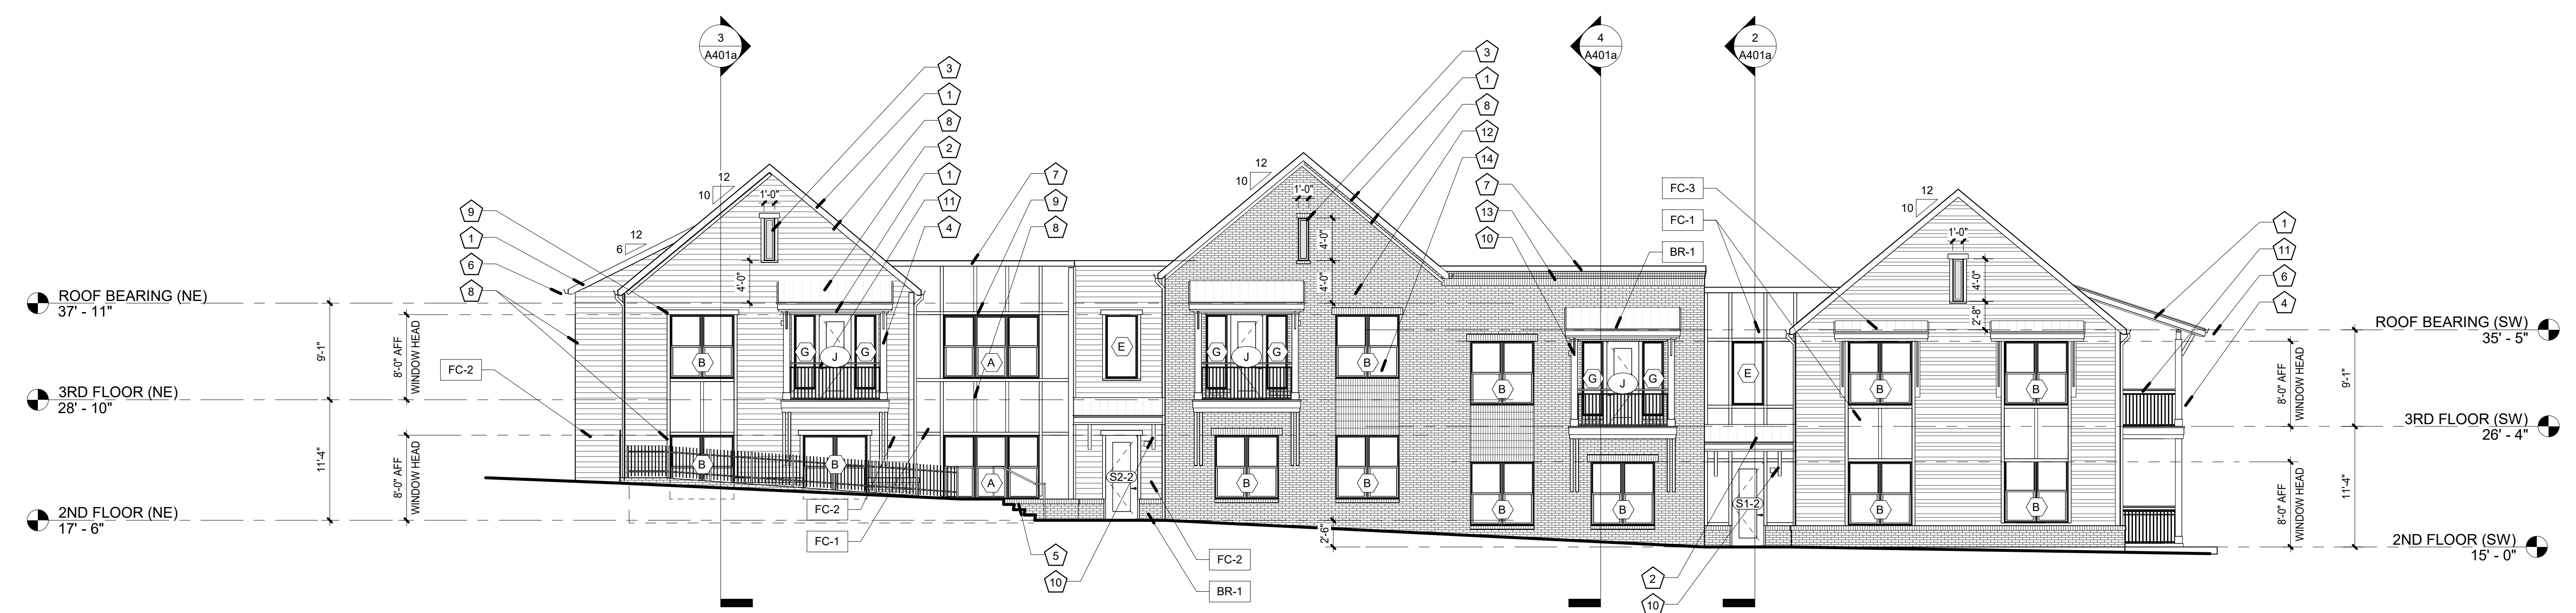 3
A401a
4
A401a
2
A401a
3
1
8
2
1
11
4
7
9
8
3
1
8
12
14
7
13
10
FC-3
FC-1
BR-1
1
11
6
4
9
1
6
8
FC-2
12
10
12
6
1'-0"
4'-0"
12
10
1'-0"
4'-0"
4'-0"
12
10
1'-0"
4'-0"
2'-8"
ROOF BEARING (NE)
37' - 11"
3RD FLOOR (NE)
28' - 10"
2ND FLOOR (NE)
17' - 6"
9'-1"
11'-4"
8'-0" AFF
WINDOW HEAD
8'-0" AFF
WINDOW HEAD
ROOF BEARING (SW)
35' - 5"
3RD FLOOR (SW)
26' - 4"
2ND FLOOR (SW)
15' - 0"
9'-1"
11'-4"
8'-0" AFF
WINDOW HEAD
8'-0" AFF
WINDOW HEAD
B
G
J
G
A
E
G
J
G
B
B
G
J
G
E
B
B
B
B
A
S2-2
B
B
B
B
S1-2
B
B
2'-6"
FC-2
FC-1
5
10
FC-2
BR-1
2
10